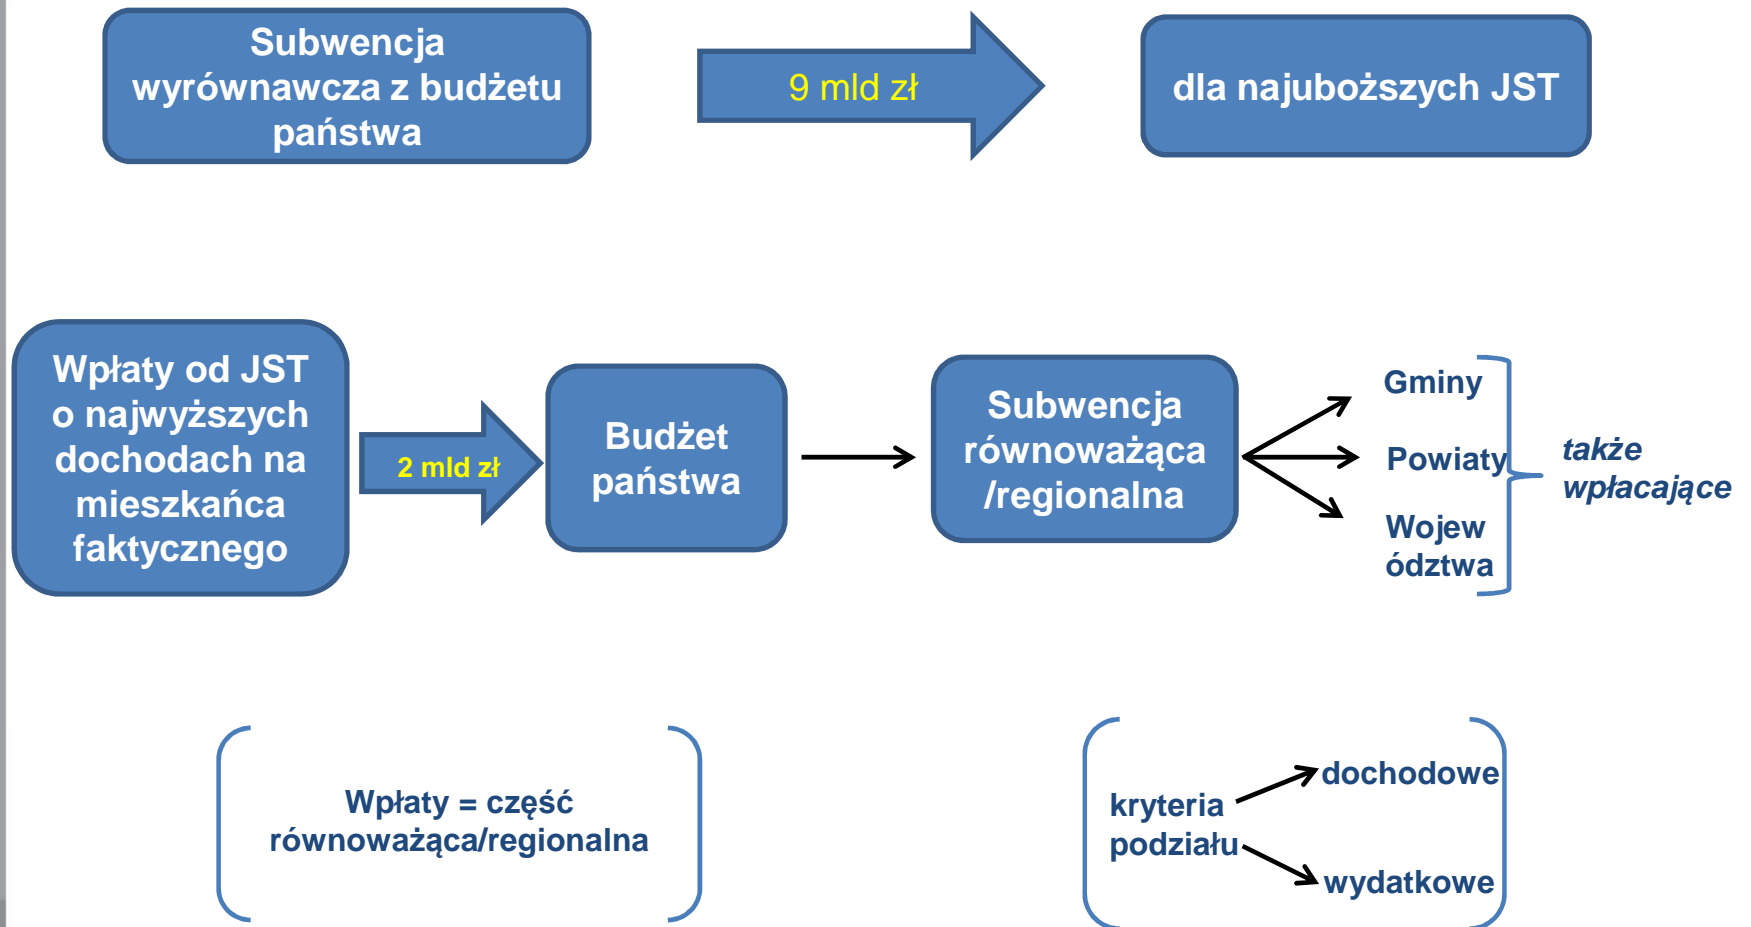 Subwencja
wyrównawcza z budżetu
państwa
9 mld zł
dla najuboższych JST
Wpłaty od JST
o najwyższych
dochodach na
mieszkańca
faktycznego
2 mld zł
Budżet
państwa
Subwencja
równoważąca
/regionalna
Gminy
Powiaty
Wojew
ództwa
także
wpłacające
Wpłaty = część
równoważąca/regionalna
kryteria
podziału
dochodowe
wydatkowe